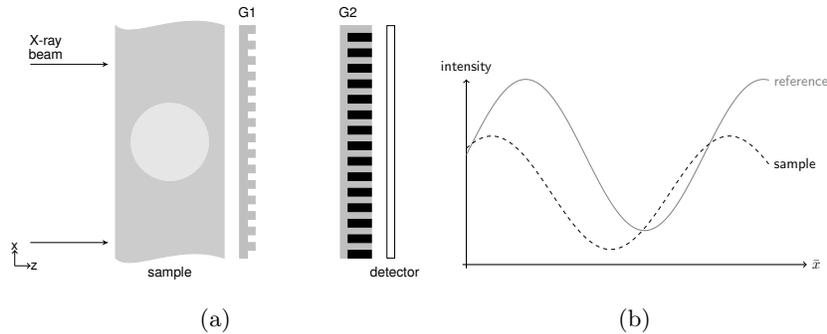 G1
G2
X-ray
beam
intensity
reference
sample
x
z
sample
detector
x̄
(a)
(b)